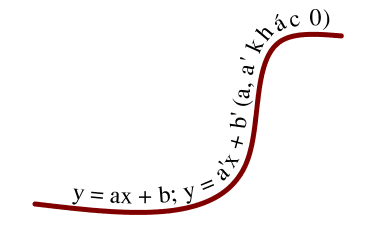 y = ax + b; y = a'x + b' (a, a' khác 0)